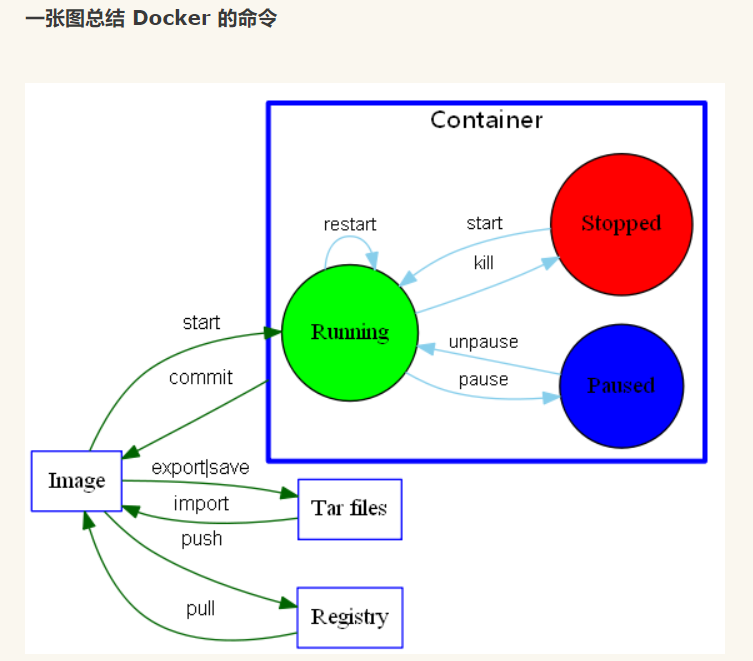 一张图总结 Docker 的命令
Container
restart
start
Stopped
kill
Running
start
unpause
commit
pause
Paused
export|save
Image
import
Tar files
push
pull
Registry